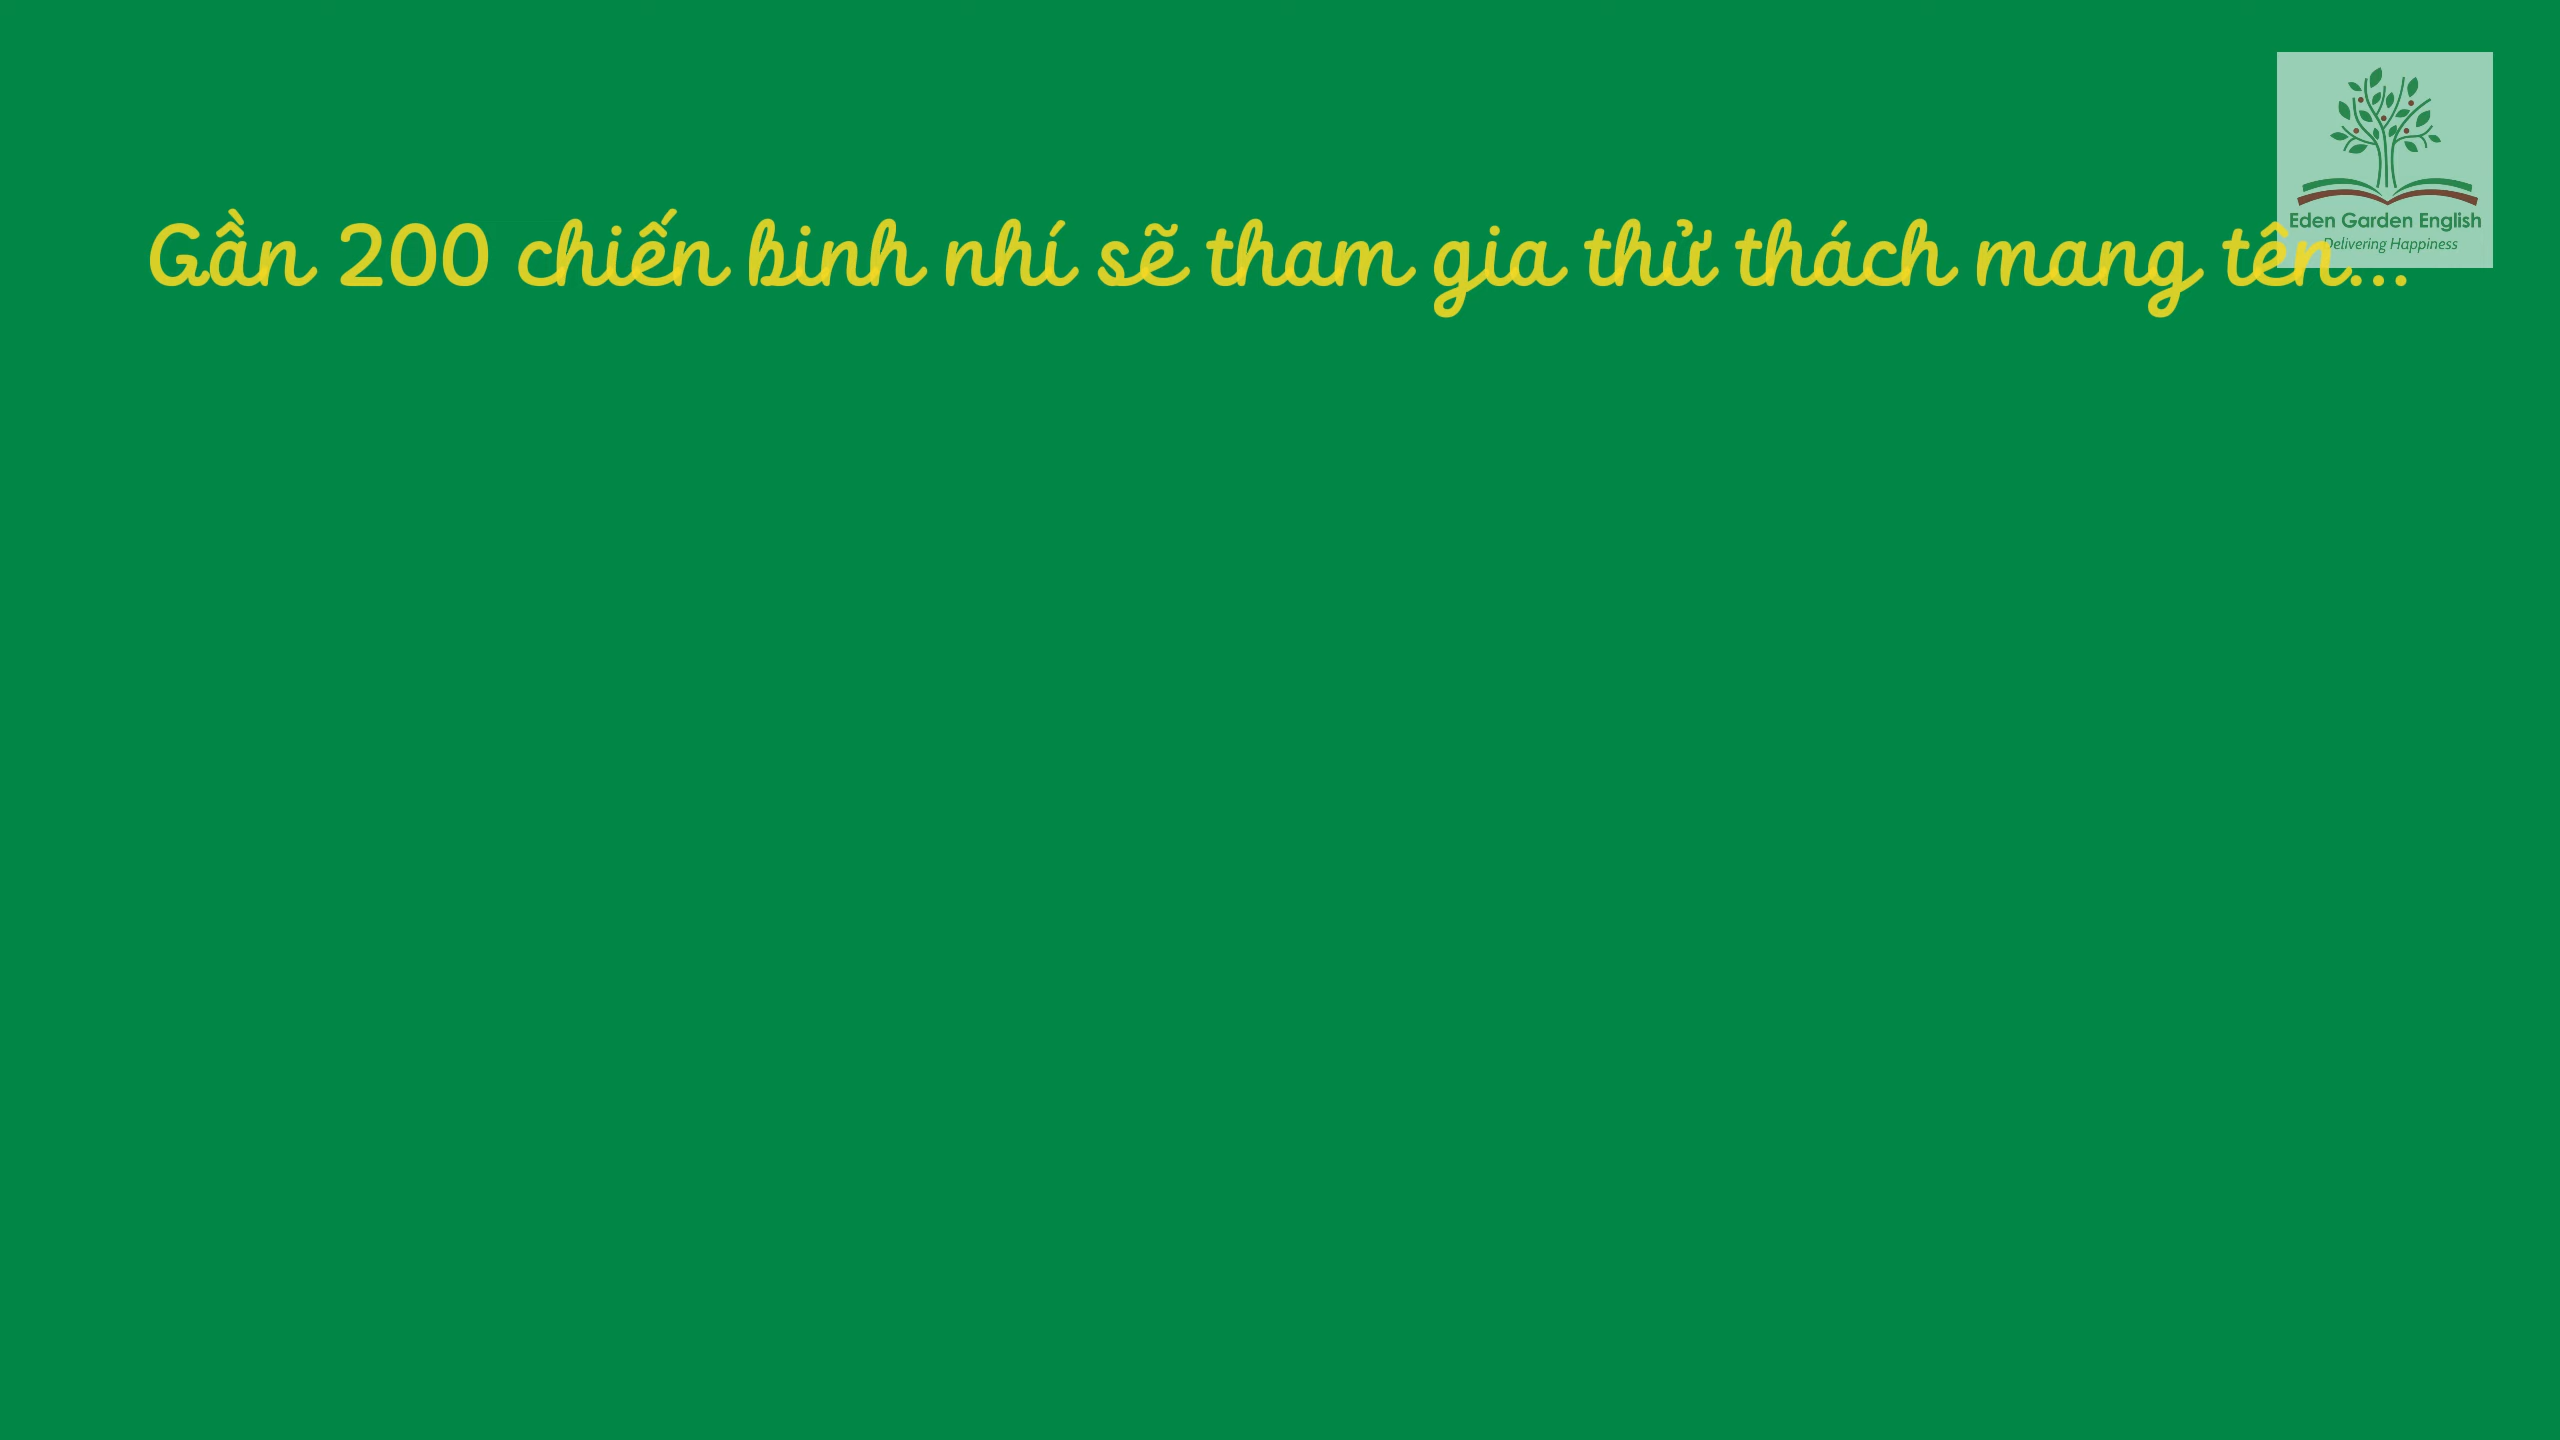 Eden Garden English
Delivering Happiness
Gần 200 chiến binh nhí sẽ tham gia thử thách mang tên...